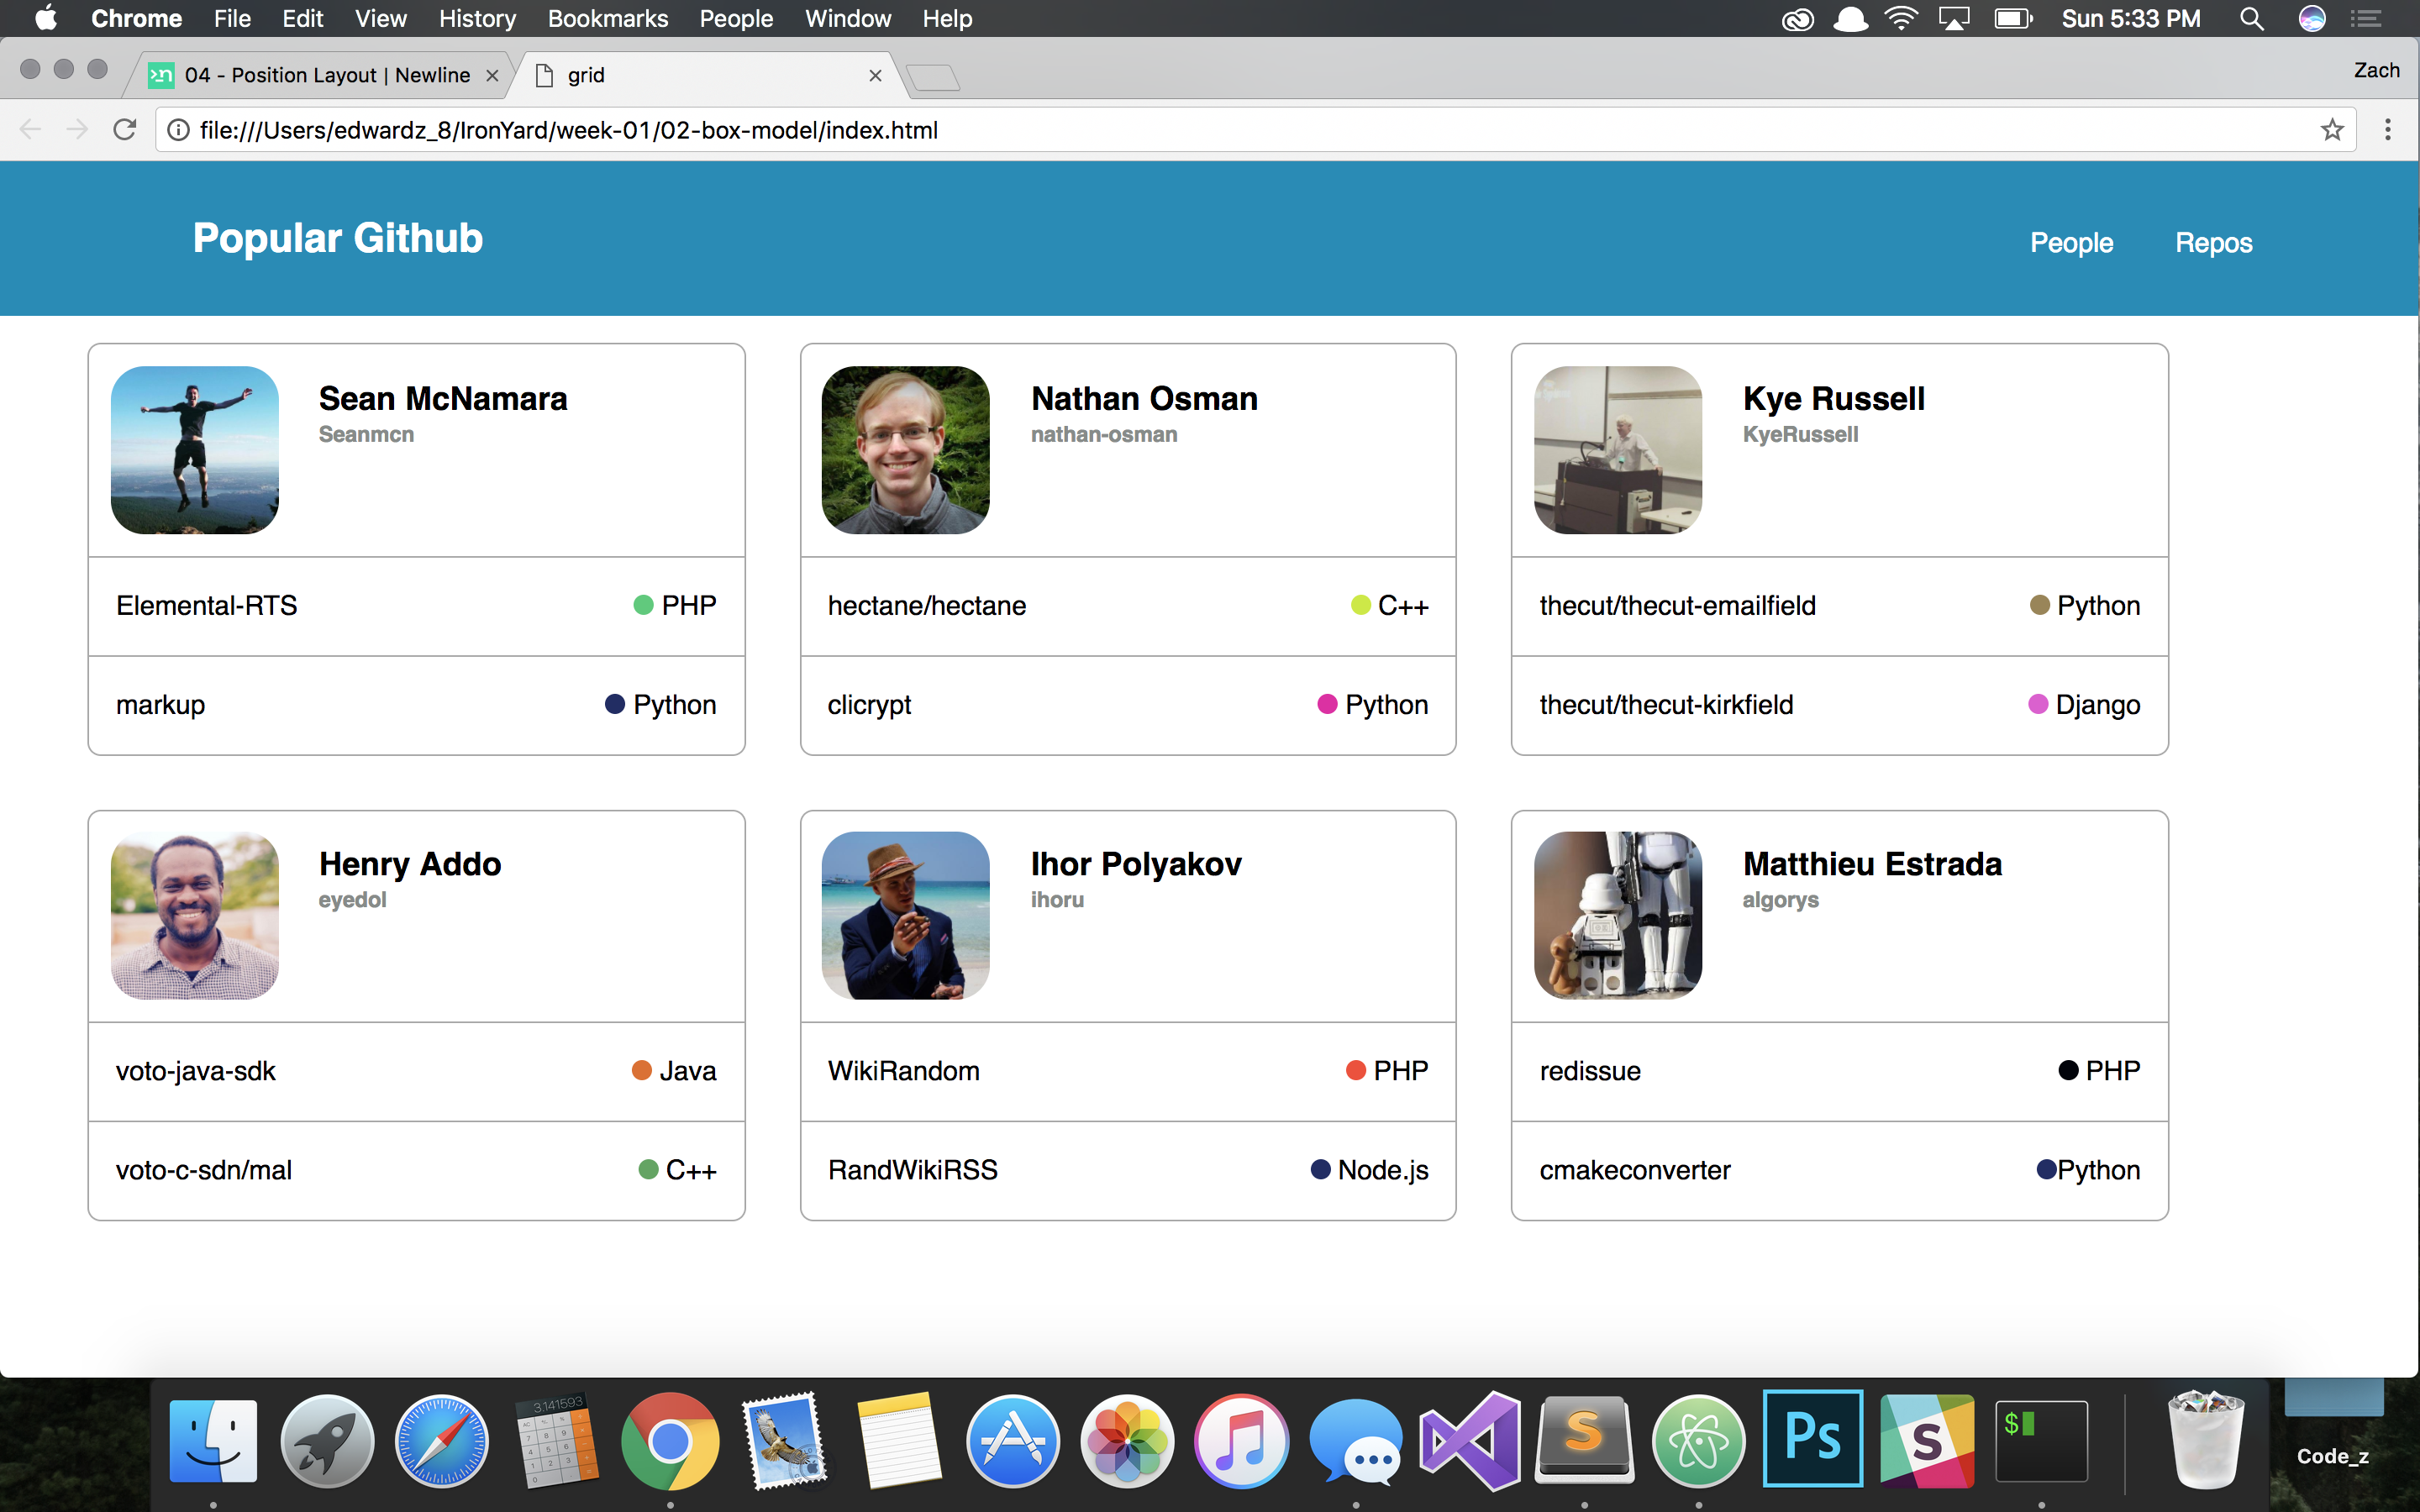 Chrome File Edit View History Bookmarks People Window Help Sun 5:33 PM
>n 04 - Position Layout | Newline grid Zach
file:///Users/edwardz_8/IronYard/week-01/02-box-model/index.html
Popular Github People Repos
Sean McNamara
Seanmcn
Elemental-RTS PHP
markup Python
Nathan Osman
nathan-osman
hectane/hectane C++
clicrypt Python
Kye Russell
KyeRussell
thecut/thecut-emailfield Python
thecut/thecut-kirkfield Django
Henry Addo
eyedol
voto-java-sdk Java
voto-c-sdn/mal C++
Ihor Polyakov
ihoru
WikiRandom PHP
RandWikiRSS Node.js
Matthieu Estrada
algorys
redissue PHP
cmakeconverter Python
3.141593
S
Ps
S
$
Code_z